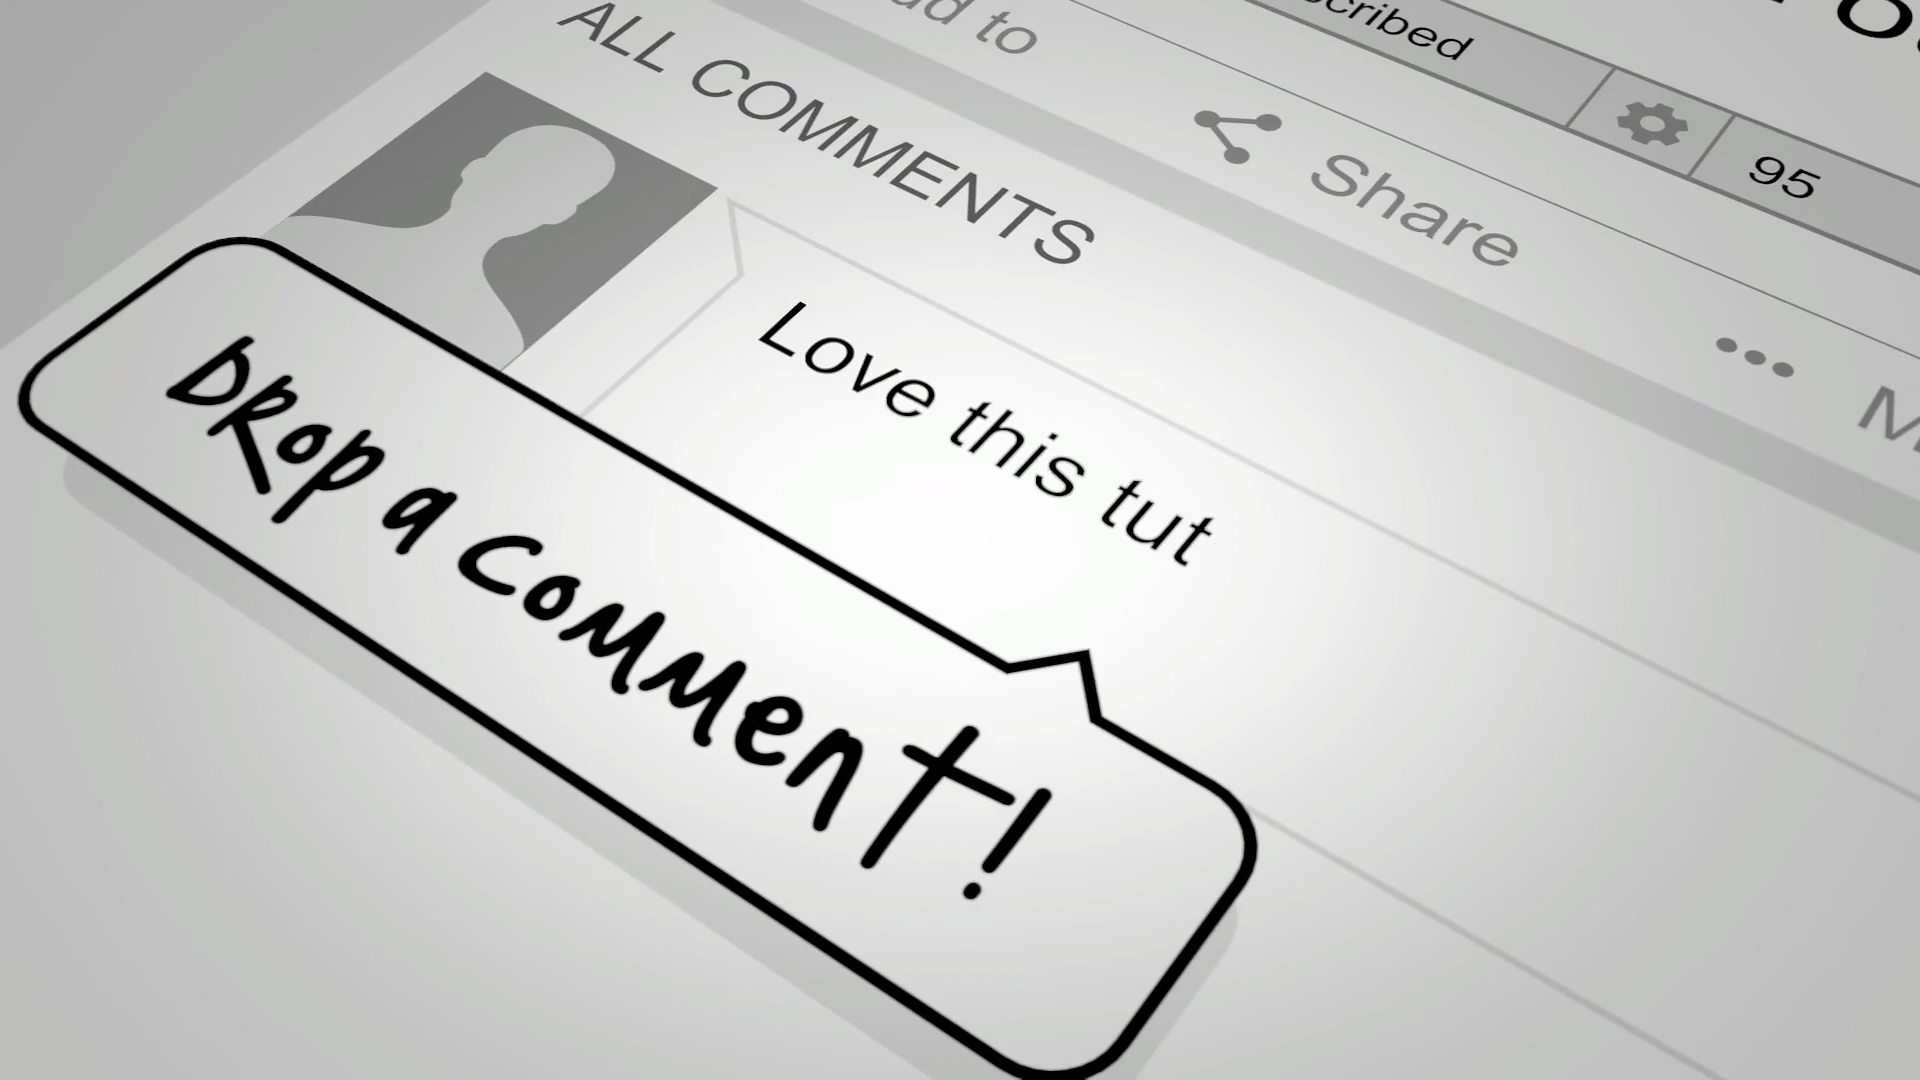 95
Share
ALL COMMENTS
Love this tut
DROP a COMMENT!